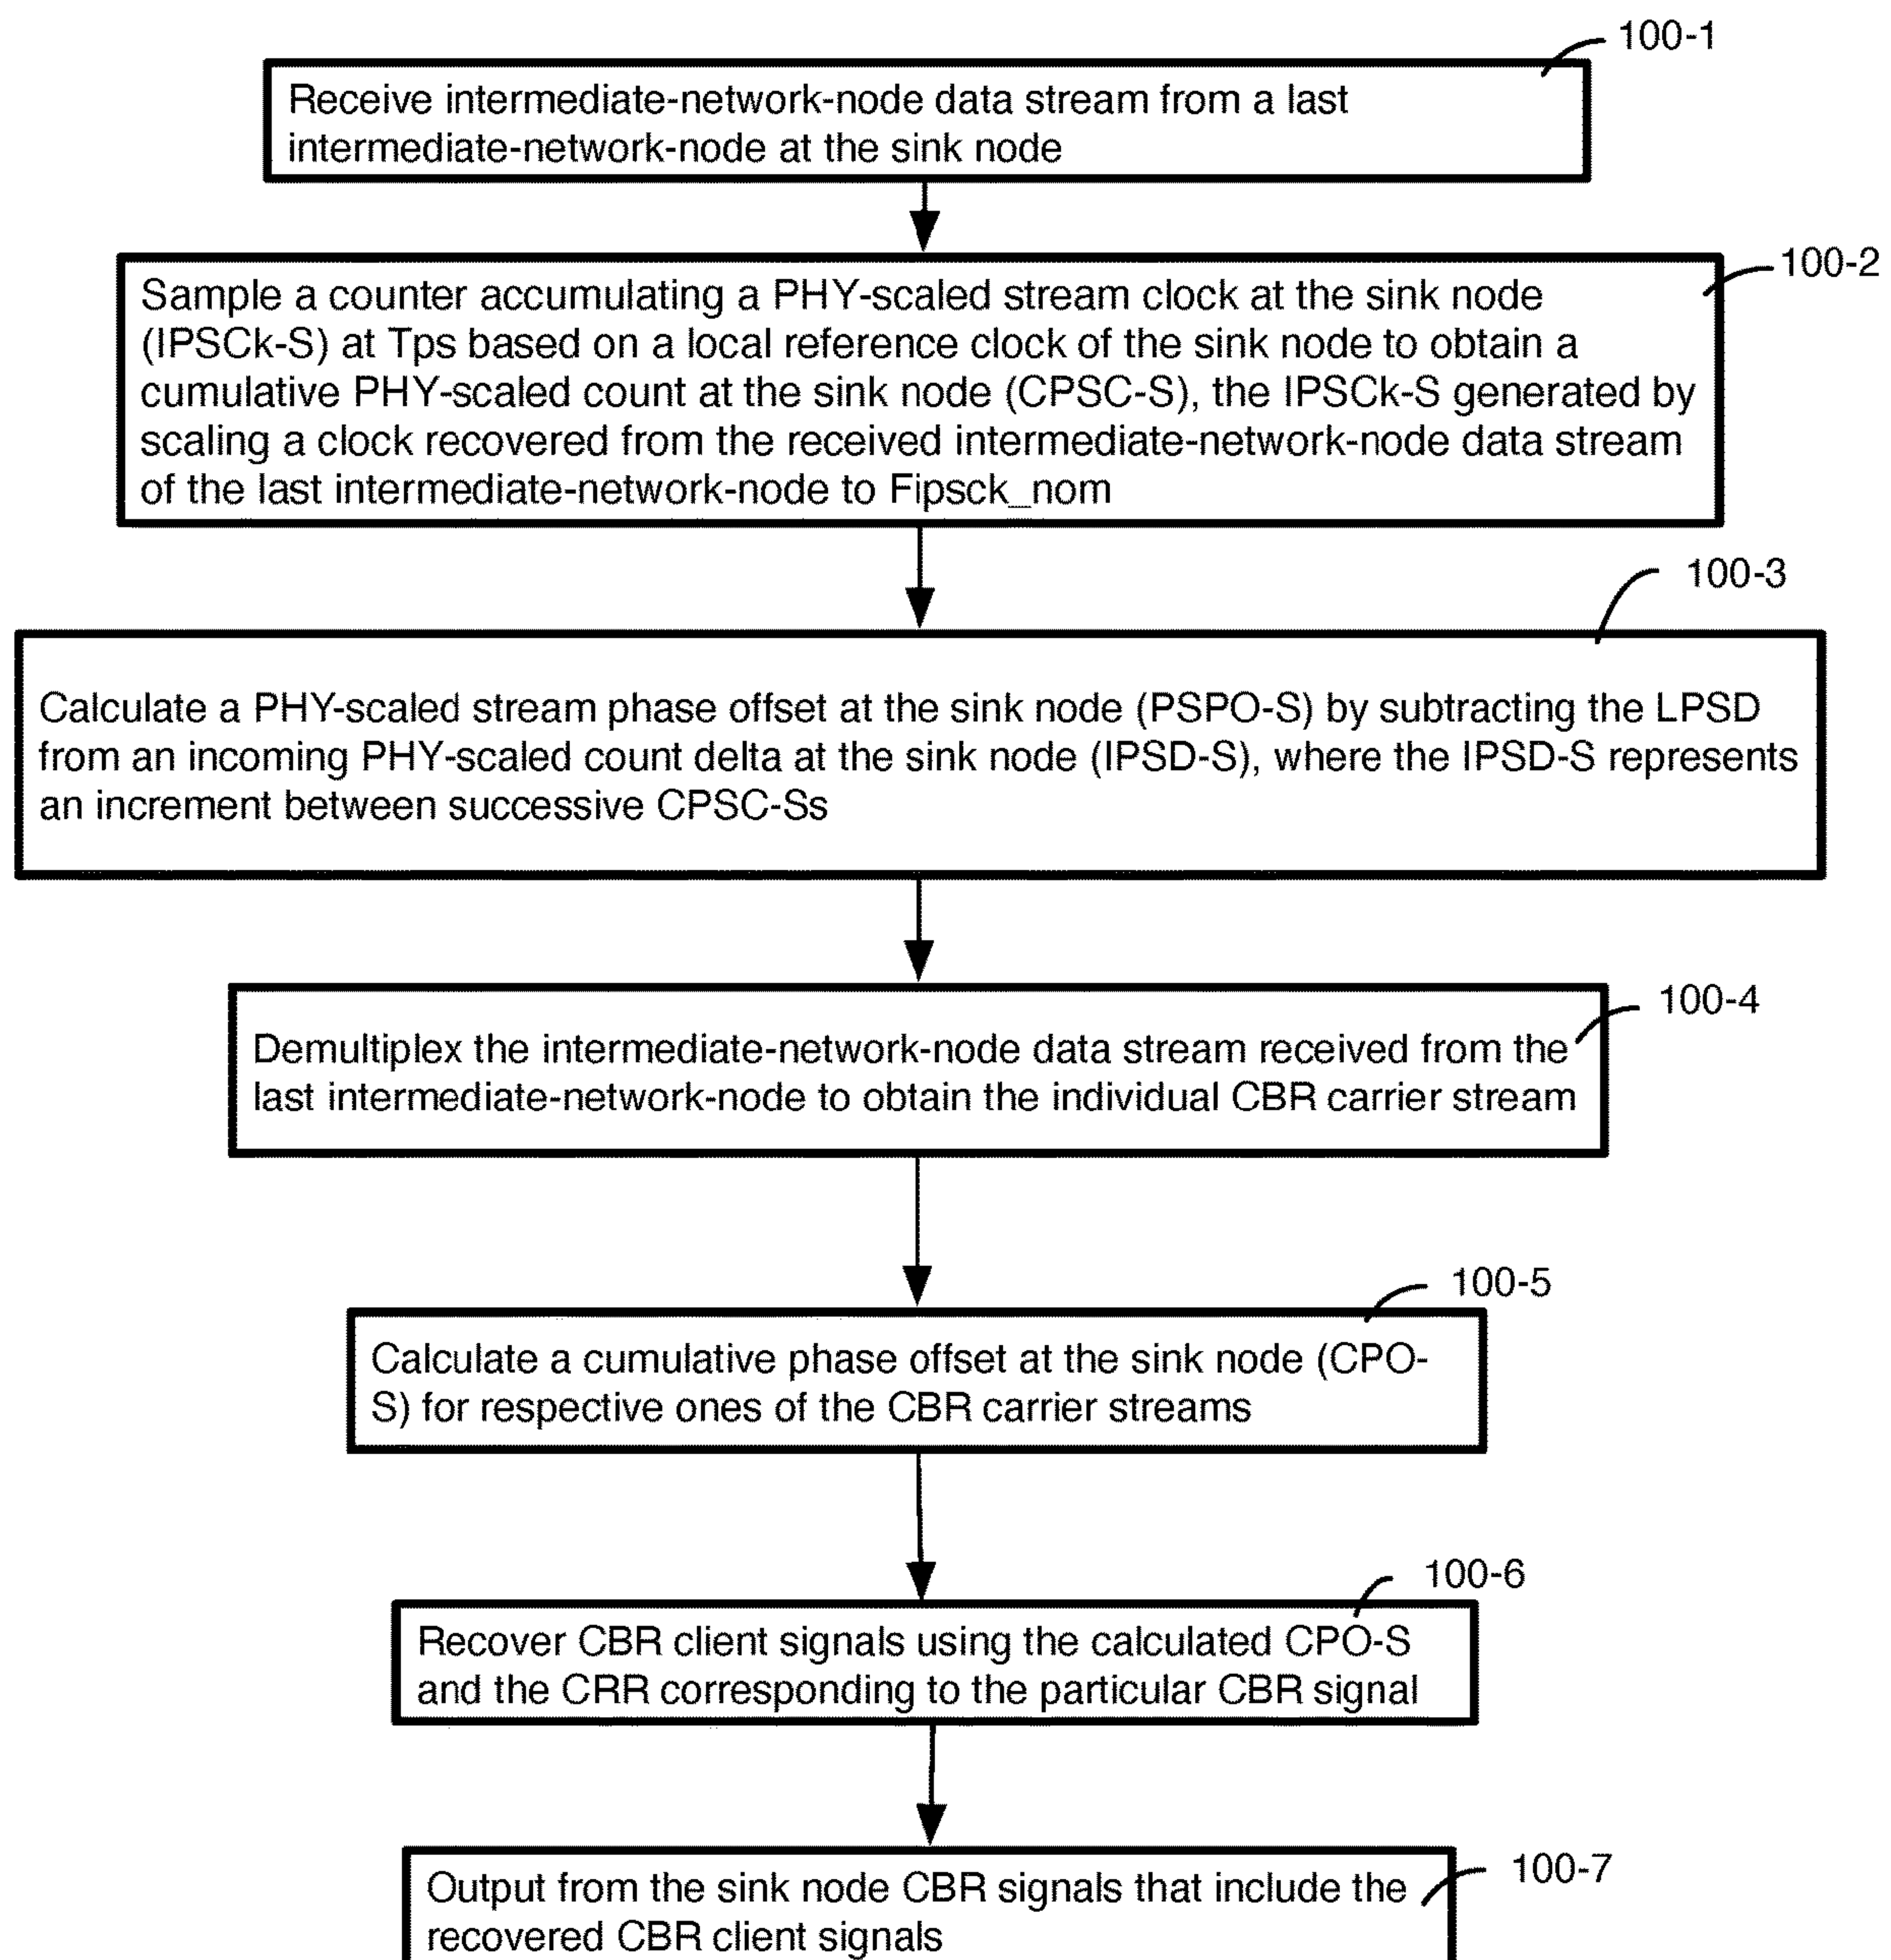 100-1
Receive intermediate-network-node data stream from a last
intermediate-network-node at the sink node
100-2
Sample a counter accumulating a PHY-scaled stream clock at the sink node
(IPSCk-S) at Tps based on a local reference clock of the sink node to obtain a
cumulative PHY-scaled count at the sink node (CPSC-S), the IPSCk-S generated by
scaling a clock recovered from the received intermediate-network-node data stream
of the last intermediate-network-node to Fipsck_nom
100-3
Calculate a PHY-scaled stream phase offset at the sink node (PSPO-S) by subtracting the LPSD
from an incoming PHY-scaled count delta at the sink node (IPSD-S), where the IPSD-S represents
an increment between successive CPSC-Ss
100-4
Demultiplex the intermediate-network-node data stream received from the
last intermediate-network-node to obtain the individual CBR carrier stream
100-5
Calculate a cumulative phase offset at the sink node (CPO-
S) for respective ones of the CBR carrier streams
100-6
Recover CBR client signals using the calculated CPO-S
and the CRR corresponding to the particular CBR signal
100-7
Output from the sink node CBR signals that include the
recovered CBR client signals